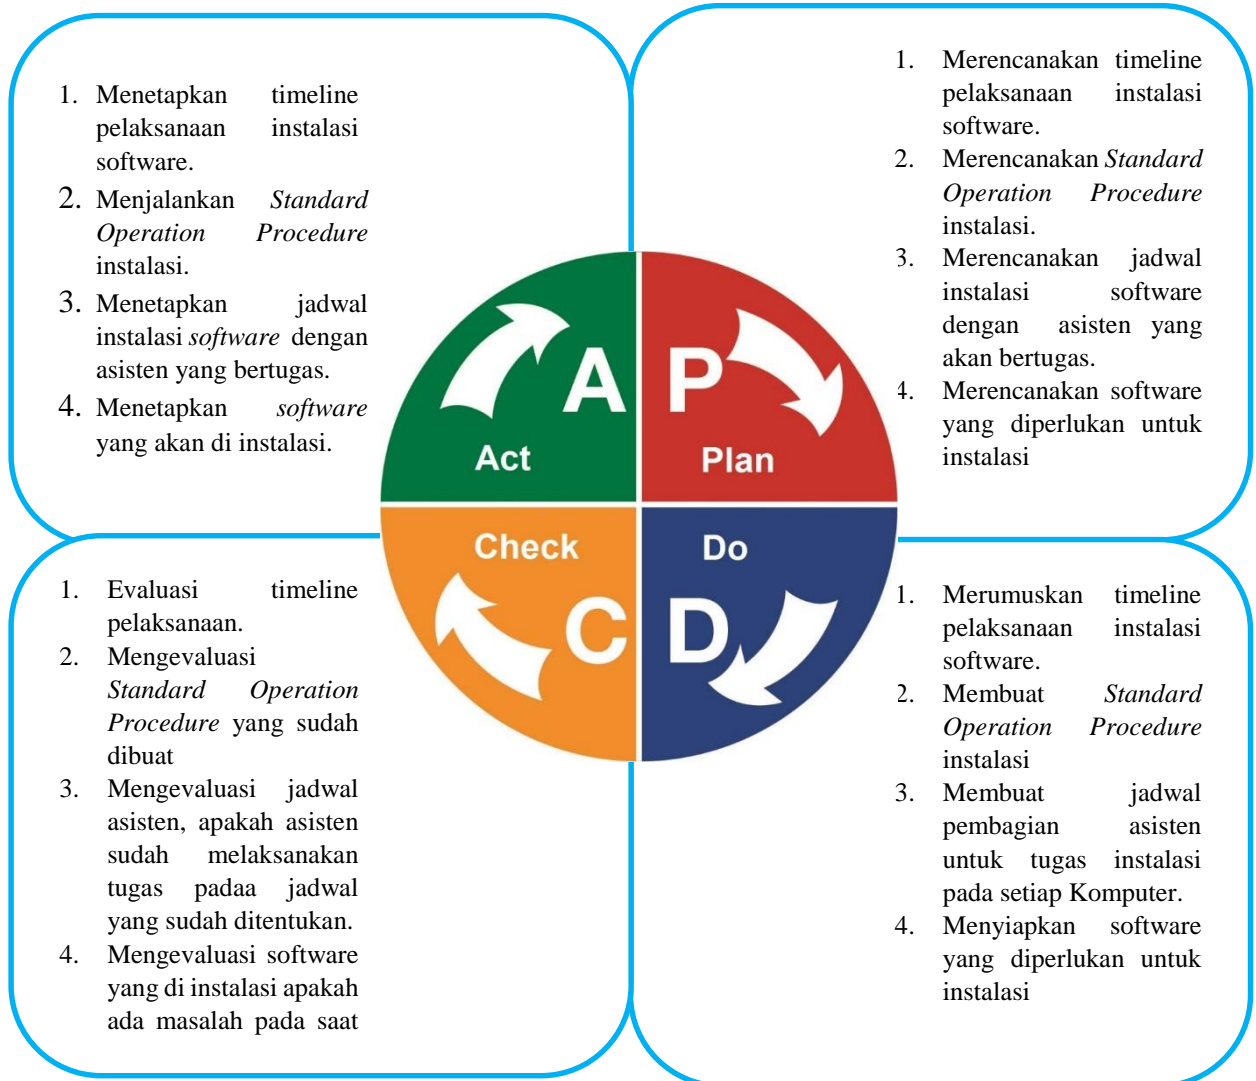 1. Menetapkan timeline
pelaksanaan instalasi
software.
2. Menjalankan Standard
Operation Procedure
instalasi.
3. Menetapkan jadwal
instalasi software dengan
asisten yang bertugas.
4. Menetapkan software
yang akan di instalasi.
1. Merencanakan timeline
pelaksanaan instalasi
software.
2. Merencanakan Standard
Operation Procedure
instalasi.
3. Merencanakan jadwal
instalasi software
dengan asisten yang
akan bertugas.
4. Merencanakan software
yang diperlukan untuk
instalasi
A
Act
P
Plan
Check
C
Do
D
1. Evaluasi timeline
pelaksanaan.
2. Mengevaluasi
Standard Operation
Procedure yang sudah
dibuat
3. Mengevaluasi jadwal
asisten, apakah asisten
sudah melaksanakan
tugas padaa jadwal
yang sudah ditentukan.
4. Mengevaluasi software
yang di instalasi apakah
ada masalah pada saat
1. Merumuskan timeline
pelaksanaan instalasi
software.
2. Membuat Standard
Operation Procedure
instalasi
3. Membuat jadwal
pembagian asisten
untuk tugas instalasi
pada setiap Komputer.
4. Menyiapkan software
yang diperlukan untuk
instalasi